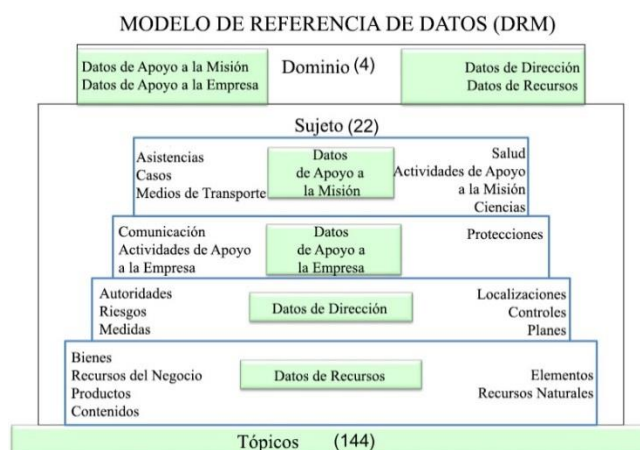 MODELO DE REFERENCIA DE DATOS (DRM)
Datos de Apoyo a la Misión
Datos de Apoyo a la Empresa
Dominio (4)
Datos de Dirección
Datos de Recursos
Sujeto (22)
Asistencias
Casos
Medios de Transporte
Datos
de Apoyo a
la Misión
Salud
Actividades de Apoyo
a la Misión
Ciencias
Comunicación
Actividades de Apoyo
a la Empresa
Datos
de Apoyo a
la Empresa
Protecciones
Autoridades
Riesgos
Medidas
Datos de Dirección
Localizaciones
Controles
Planes
Bienes
Recursos del Negocio
Productos
Contenidos
Datos de Recursos
Elementos
Recursos Naturales
Tópicos (144)